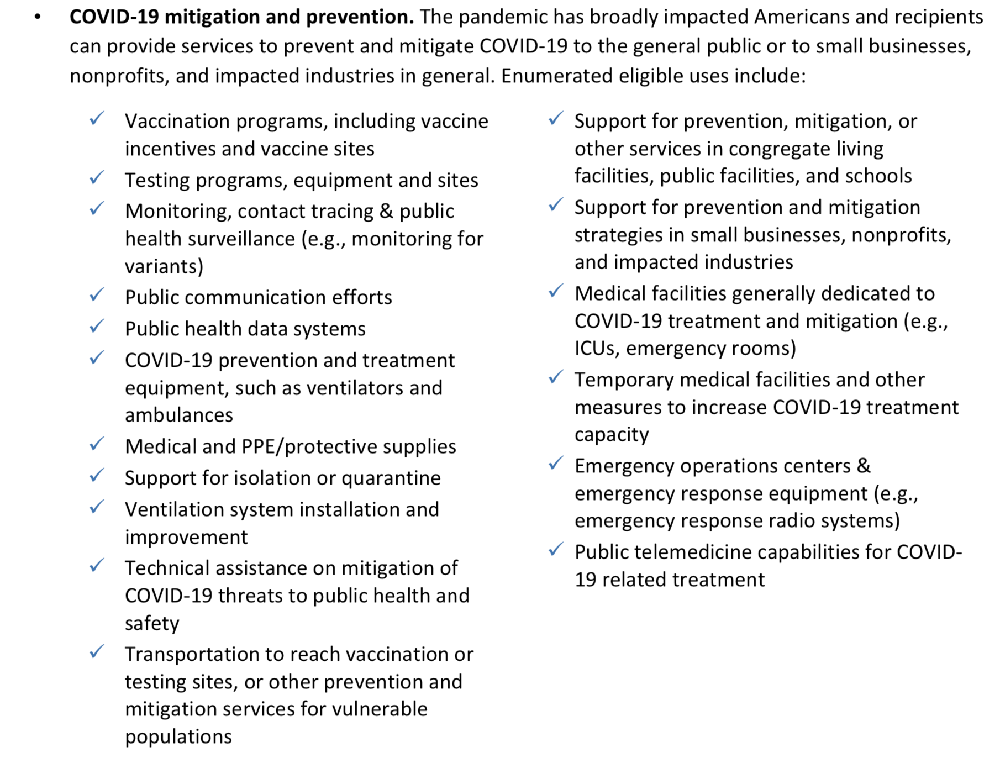 • COVID-19 mitigation and prevention. The pandemic has broadly impacted Americans and recipients
can provide services to prevent and mitigate COVID-19 to the general public or to small businesses,
nonprofits, and impacted industries in general. Enumerated eligible uses include:
✓ Vaccination programs, including vaccine
incentives and vaccine sites
✓ Testing programs, equipment and sites
✓ Monitoring, contact tracing & public
health surveillance (e.g., monitoring for
variants)
✓ Public communication efforts
✓ Public health data systems
✓ COVID-19 prevention and treatment
equipment, such as ventilators and
ambulances
✓ Medical and PPE/protective supplies
✓ Support for isolation or quarantine
✓ Ventilation system installation and
improvement
✓ Technical assistance on mitigation of
COVID-19 threats to public health and
safety
✓ Transportation to reach vaccination or
testing sites, or other prevention and
mitigation services for vulnerable
populations
✓ Support for prevention, mitigation, or
other services in congregate living
facilities, public facilities, and schools
✓ Support for prevention and mitigation
strategies in small businesses, nonprofits,
and impacted industries
✓ Medical facilities generally dedicated to
COVID-19 treatment and mitigation (e.g.,
ICUs, emergency rooms)
✓ Temporary medical facilities and other
measures to increase COVID-19 treatment
capacity
✓ Emergency operations centers &
emergency response equipment (e.g.,
emergency response radio systems)
✓ Public telemedicine capabilities for COVID-
19 related treatment